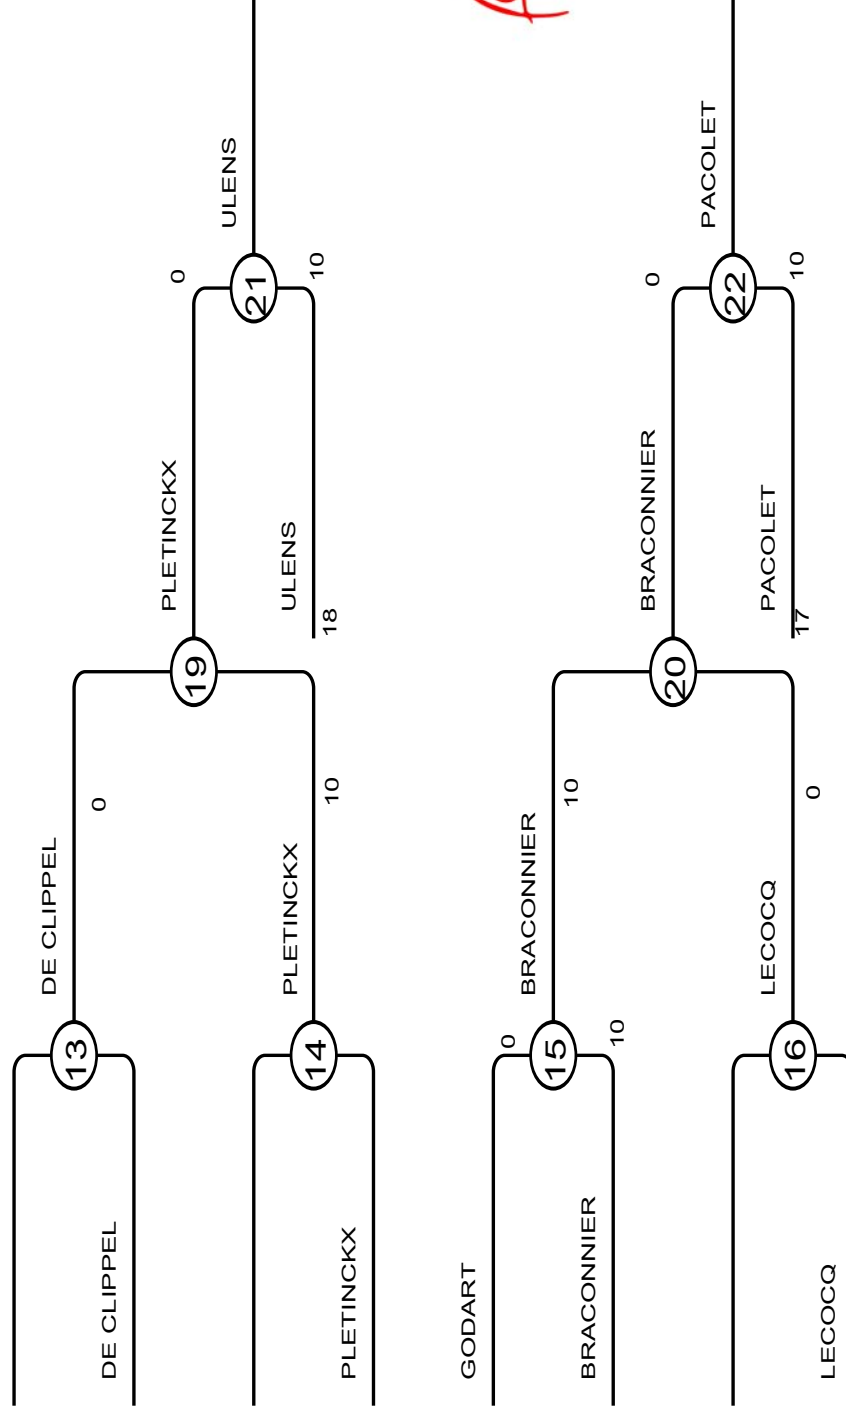 DE CLIPPEL
13
DE CLIPPEL
0
PLETINCKX
14
PLETINCKX
10
19
PLETINCKX
0
ULENS
18
10
21
ULENS
GODART
0
BRACONNIER
10
15
BRACONNIER
10
LECOCQ
16
LECOCQ
0
20
BRACONNIER
0
PACOLET
17
10
22
PACOLET